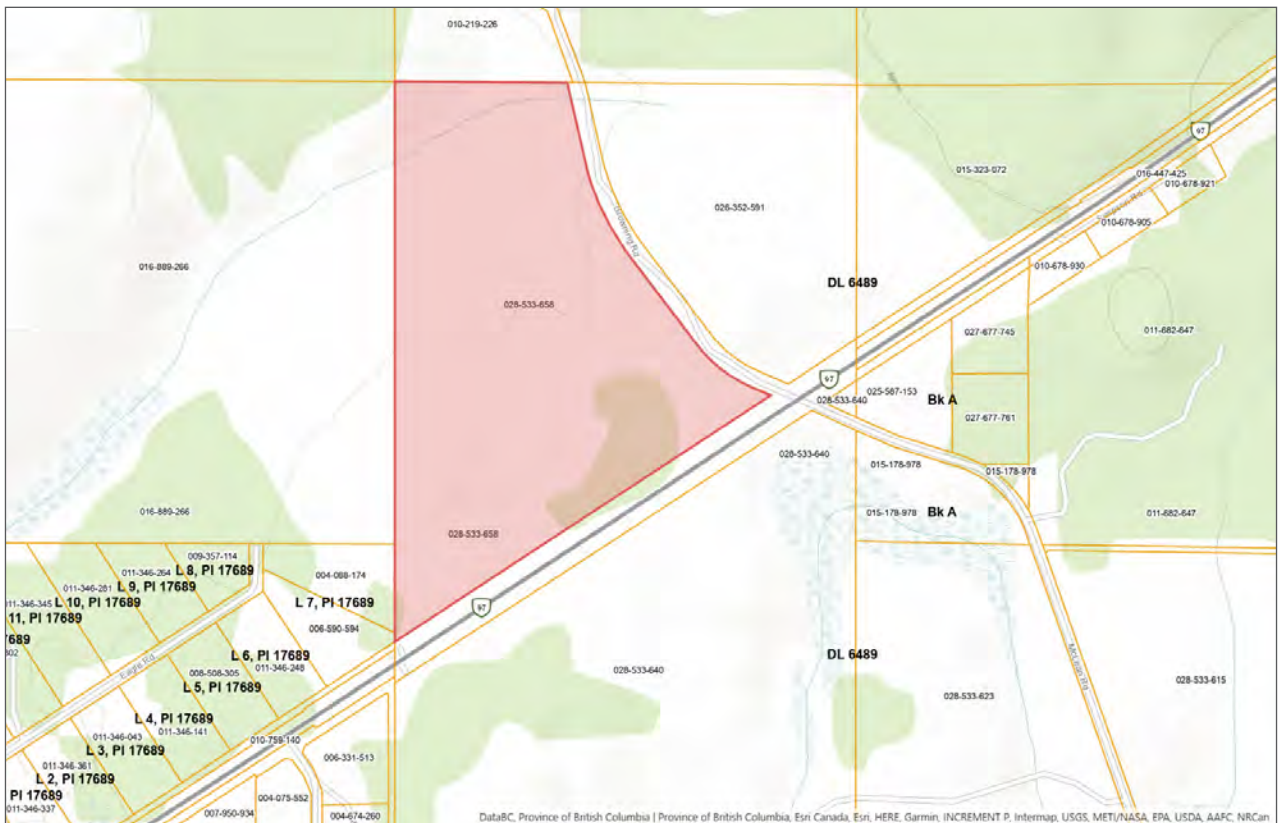 010-219-226
97
015-323-072
016-447-425
010-678-921
026-352-591
Browning Rd
010-678-905
010-678-930
016-889-266
DL 6489
028-533-658
027-677-745
011-682-647
97
025-587-153
028-533-640
Bk A
027-677-761
028-533-640
015-178-978
015-178-978
016-889-266
015-178-978
Bk A
011-682-647
028-533-658
009-357-114
L 8, Pl 17689
011-346-264
L 9, Pl 17689
004-088-174
011-346-281
L 10, Pl 17689
L 7, Pl 17689
011-346-345
11, Pl 17689
97
006-590-594
17689
302
L 6, Pl 17689
011-346-248
Eagle Rd
008-508-305
L 5, Pl 17689
028-533-640
DL 6489
McLean Rd
028-533-615
028-533-623
L 4, Pl 17689
011-346-141
011-346-043
L 3, Pl 17689
010-759-140
006-331-513
011-346-361
L 2, Pl 17689
Pl 17689
011-346-337
004-075-552
007-950-934
004-674-260
DataBC, Province of British Columbia | Province of British Columbia, Esri Canada, Esri, HERE, Garmin, INCREMENT P, Intermap, USGS, METI/NASA, EPA, USDA, AAFC, NRCan